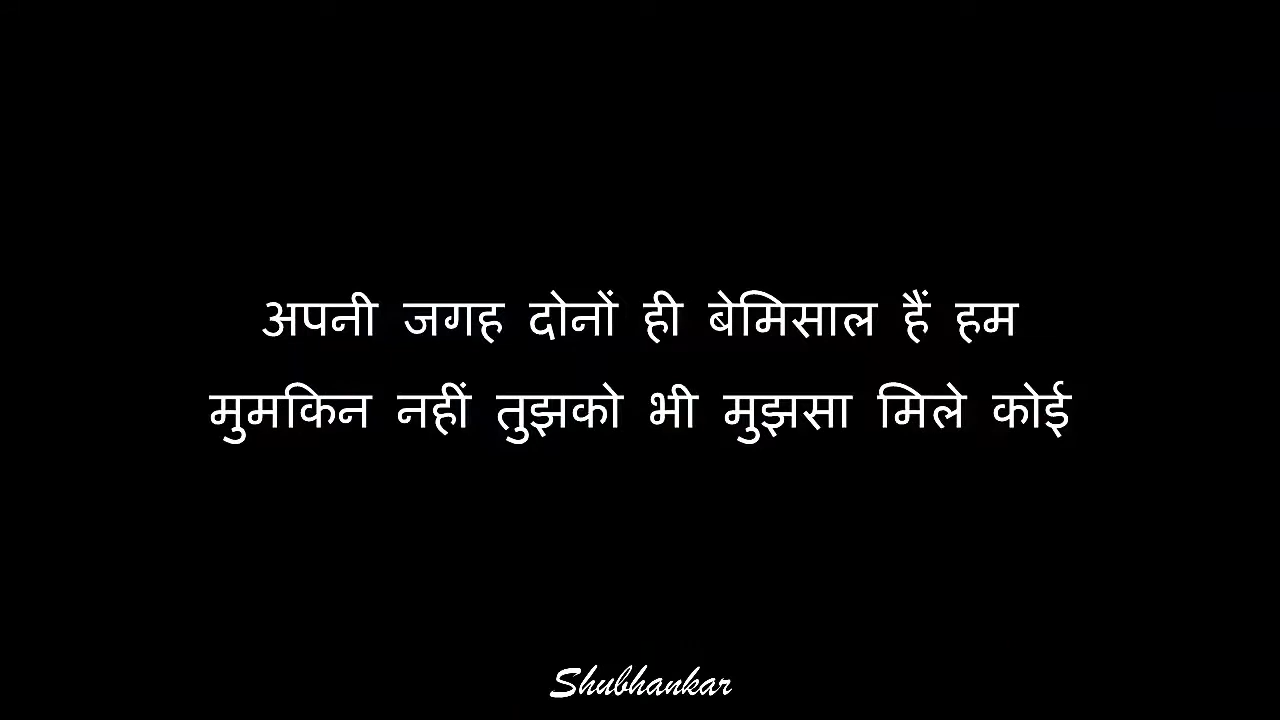 अपनी जगह दोनों ही बेमिसाल हैं हम
मुमकिन नहीं तुझको भी मुझसा मिले कोई
Shubhankar